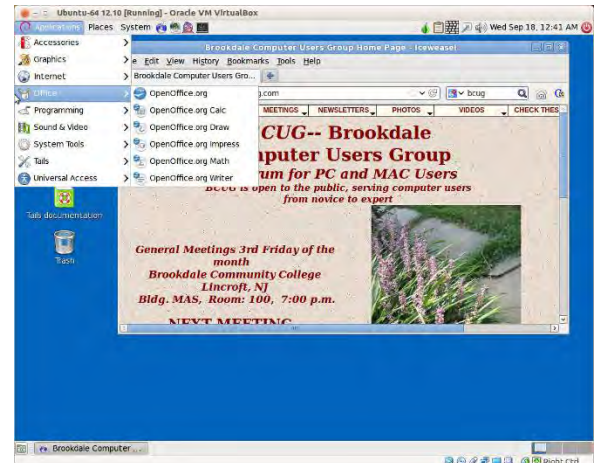 Ubuntu-64 12.10 [Running] - Oracle VM VirtualBox
Applications Places System Wed Sep 18, 12:41 AM
Brookdale Computer Users Group Home Page - Iceweasel
Accessories
Graphics
Internet
Office
Programming
Sound & Video
System Tools
Tails
Universal Access
OpenOffice.org
OpenOffice.org Calc
OpenOffice.org Draw
OpenOffice.org Impress
OpenOffice.org Math
OpenOffice.org Writer
e Edit View History Bookmarks Tools Help
Brookdale Computer Users Gro...
g.com bcug
MEETINGS NEWSLETTERS PHOTOS VIDEOS CHECK THES
CUG-- Brookdale
mputer Users Group
rum for PC and MAC Users
BCUG is open to the public, serving computer users
from novice to expert
Tails documentation
Trash
General Meetings 3rd Friday of the
month
Brookdale Community College
Lincroft, NJ
Bldg. MAS, Room: 100, 7:00 p.m.
NEXT MEETING
Brookdale Computer ...
Right Ctrl